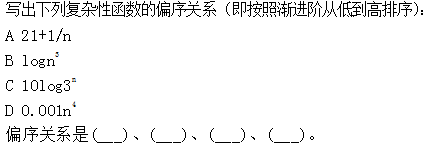 写出下列复杂性函数的偏序关系（即按照渐进阶从低到高排序）：
A 21+1/n
B logn⁵
C 10log3ⁿ
D 0.001n⁴
偏序关系是(___)、(___)、(___)、(___)。